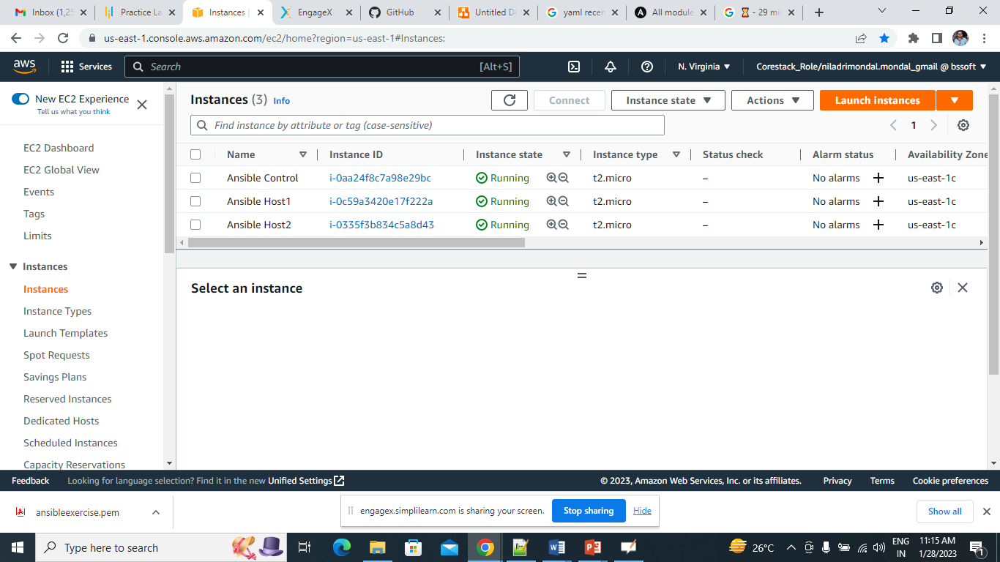 Inbox (1,25
Practice La
Instances |
EngageX
GitHub
Untitled Di
yaml recen
All module
- 29 mi
us-east-1.console.aws.amazon.com/ec2/home?region=us-east-1#Instances:
aws
Services
Search
[Alt+S]
N. Virginia
Corestack_Role/niladrimondal.mondal_gmail @ bssoft
New EC2 Experience
Tell us what you think
EC2 Dashboard
EC2 Global View
Events
Tags
Limits
Instances
Instances
Instance Types
Launch Templates
Spot Requests
Savings Plans
Reserved Instances
Dedicated Hosts
Scheduled Instances
Capacity Reservations
Instances (3) Info
Connect
Instance state
Actions
Launch instances
Find instance by attribute or tag (case-sensitive)
1
Name Instance ID Instance state Instance type Status check Alarm status Availability Zone
Ansible Control i-0aa24f8c7a98e29bc Running t2.micro – No alarms + us-east-1c
Ansible Host1 i-0c59a3420e17f222a Running t2.micro – No alarms + us-east-1c
Ansible Host2 i-0335f3b834c5a8d43 Running t2.micro – No alarms + us-east-1c
Select an instance
Feedback
Looking for language selection? Find it in the new Unified Settings
© 2023, Amazon Web Services, Inc. or its affiliates.
Privacy
Terms
Cookie preferences
ansibleexercise.pem
engagex.simplilearn.com is sharing your screen.
Stop sharing
Hide
Show all
Type here to search
26°C
ENG
IN
11:15 AM
1/28/2023
1